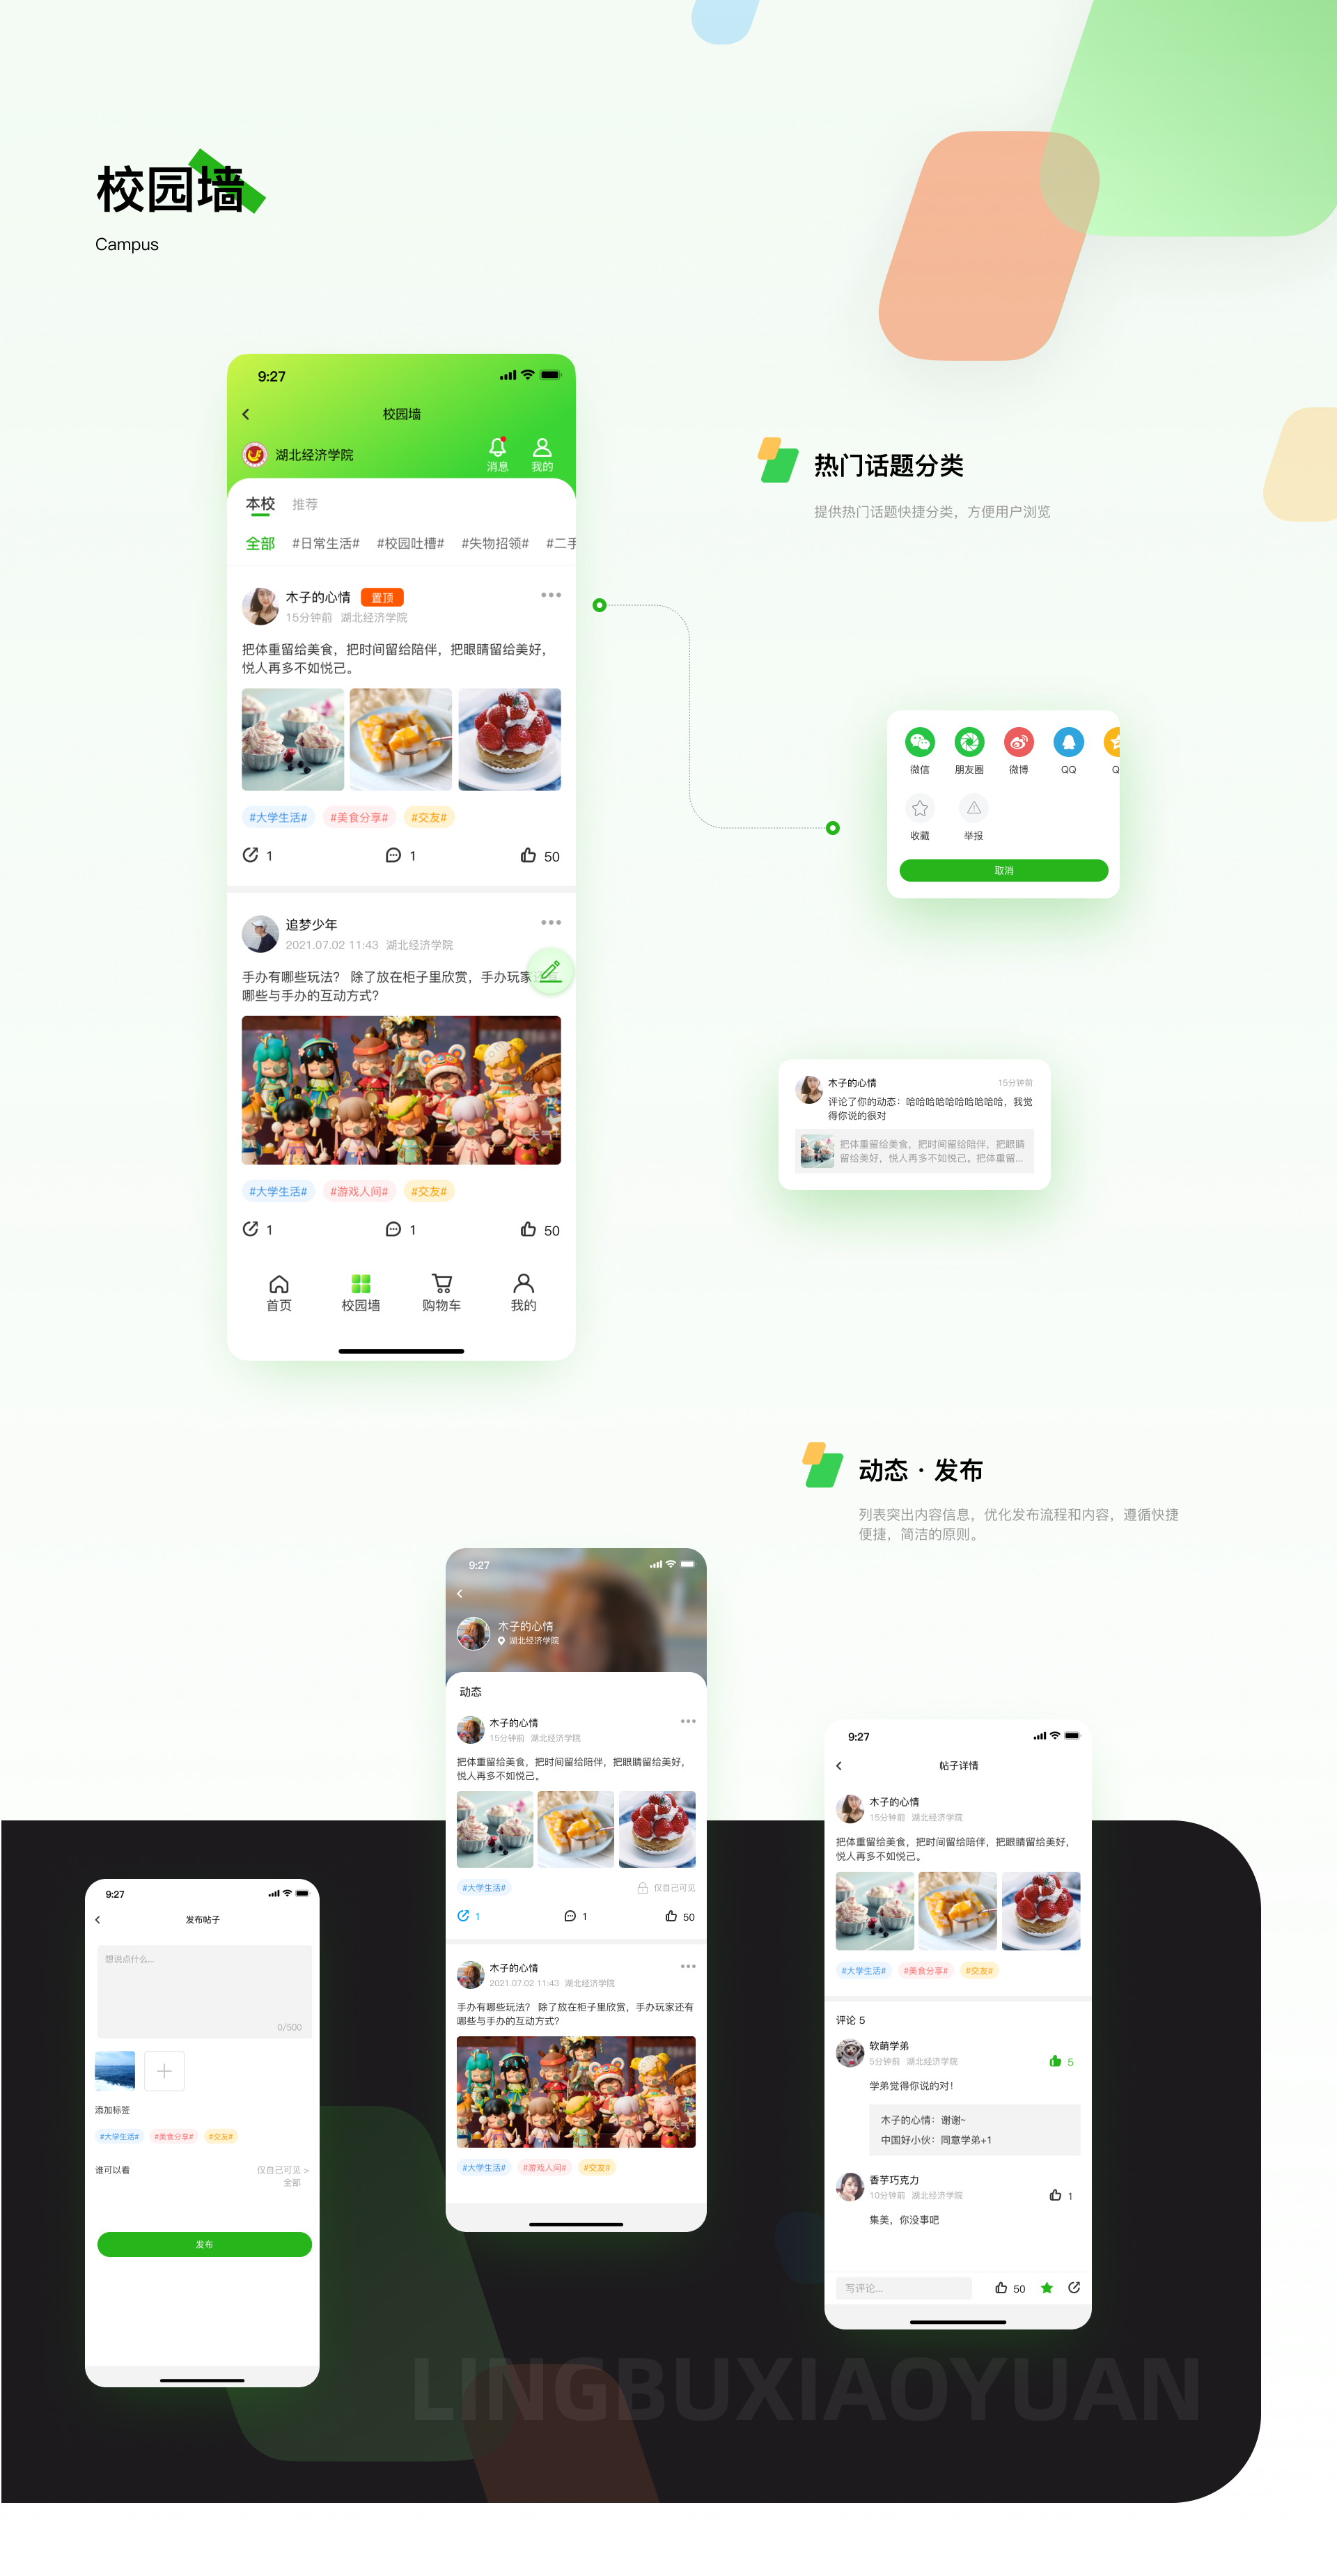 校园墙
Campus
9:27
校园墙
湖北经济学院
消息
我的
本校
推荐
全部
#日常生活#
#校园吐槽#
#失物招领#
#二手
木子的心情
置顶
15分钟前 湖北经济学院
把体重留给美食，把时间留给陪伴，把眼睛留给美好，
悦人再多不如悦己。
#大学生活#
#美食分享#
#交友#
1
1
50
追梦少年
2021.07.02 11:43 湖北经济学院
手办有哪些玩法？ 除了放在柜子里欣赏，手办玩家还有
哪些与手办的互动方式？
#大学生活#
#游戏人间#
#交友#
1
1
50
首页
校园墙
购物车
我的
热门话题分类
提供热门话题快捷分类，方便用户浏览
微信
朋友圈
微博
QQ
Q
收藏
举报
取消
木子的心情
15分钟前
评论了你的动态：哈哈哈哈哈哈哈哈哈哈，我觉
得你说的很对
把体重留给美食，把时间留给陪伴，把眼睛
留给美好，悦人再多不如悦己。把体重留...
动态 · 发布
列表突出内容信息，优化发布流程和内容，遵循快捷
便捷，简洁的原则。
9:27
木子的心情
湖北经济学院
动态
木子的心情
15分钟前 湖北经济学院
把体重留给美食，把时间留给陪伴，把眼睛留给美好，
悦人再多不如悦己。
#大学生活#
仅自己可见
1
1
50
木子的心情
2021.07.02 11:43 湖北经济学院
手办有哪些玩法？ 除了放在柜子里欣赏，手办玩家还有
哪些与手办的互动方式？
#大学生活#
#游戏人间#
#交友#
9:27
帖子详情
木子的心情
15分钟前 湖北经济学院
把体重留给美食，把时间留给陪伴，把眼睛留给美好，
悦人再多不如悦己。
#大学生活#
#美食分享#
#交友#
评论 5
软萌学弟
5分钟前 湖北经济学院
5
学弟觉得你说的对！
木子的心情：谢谢~
中国好小伙：同意学弟+1
香芋巧克力
10分钟前 湖北经济学院
1
集美，你没事吧
写评论...
50
9:27
发布帖子
想说点什么...
0/500
添加标签
#大学生活#
#美食分享#
#交友#
谁可以看
仅自己可见 >
全部
发布
LINGBUXIAOYUAN